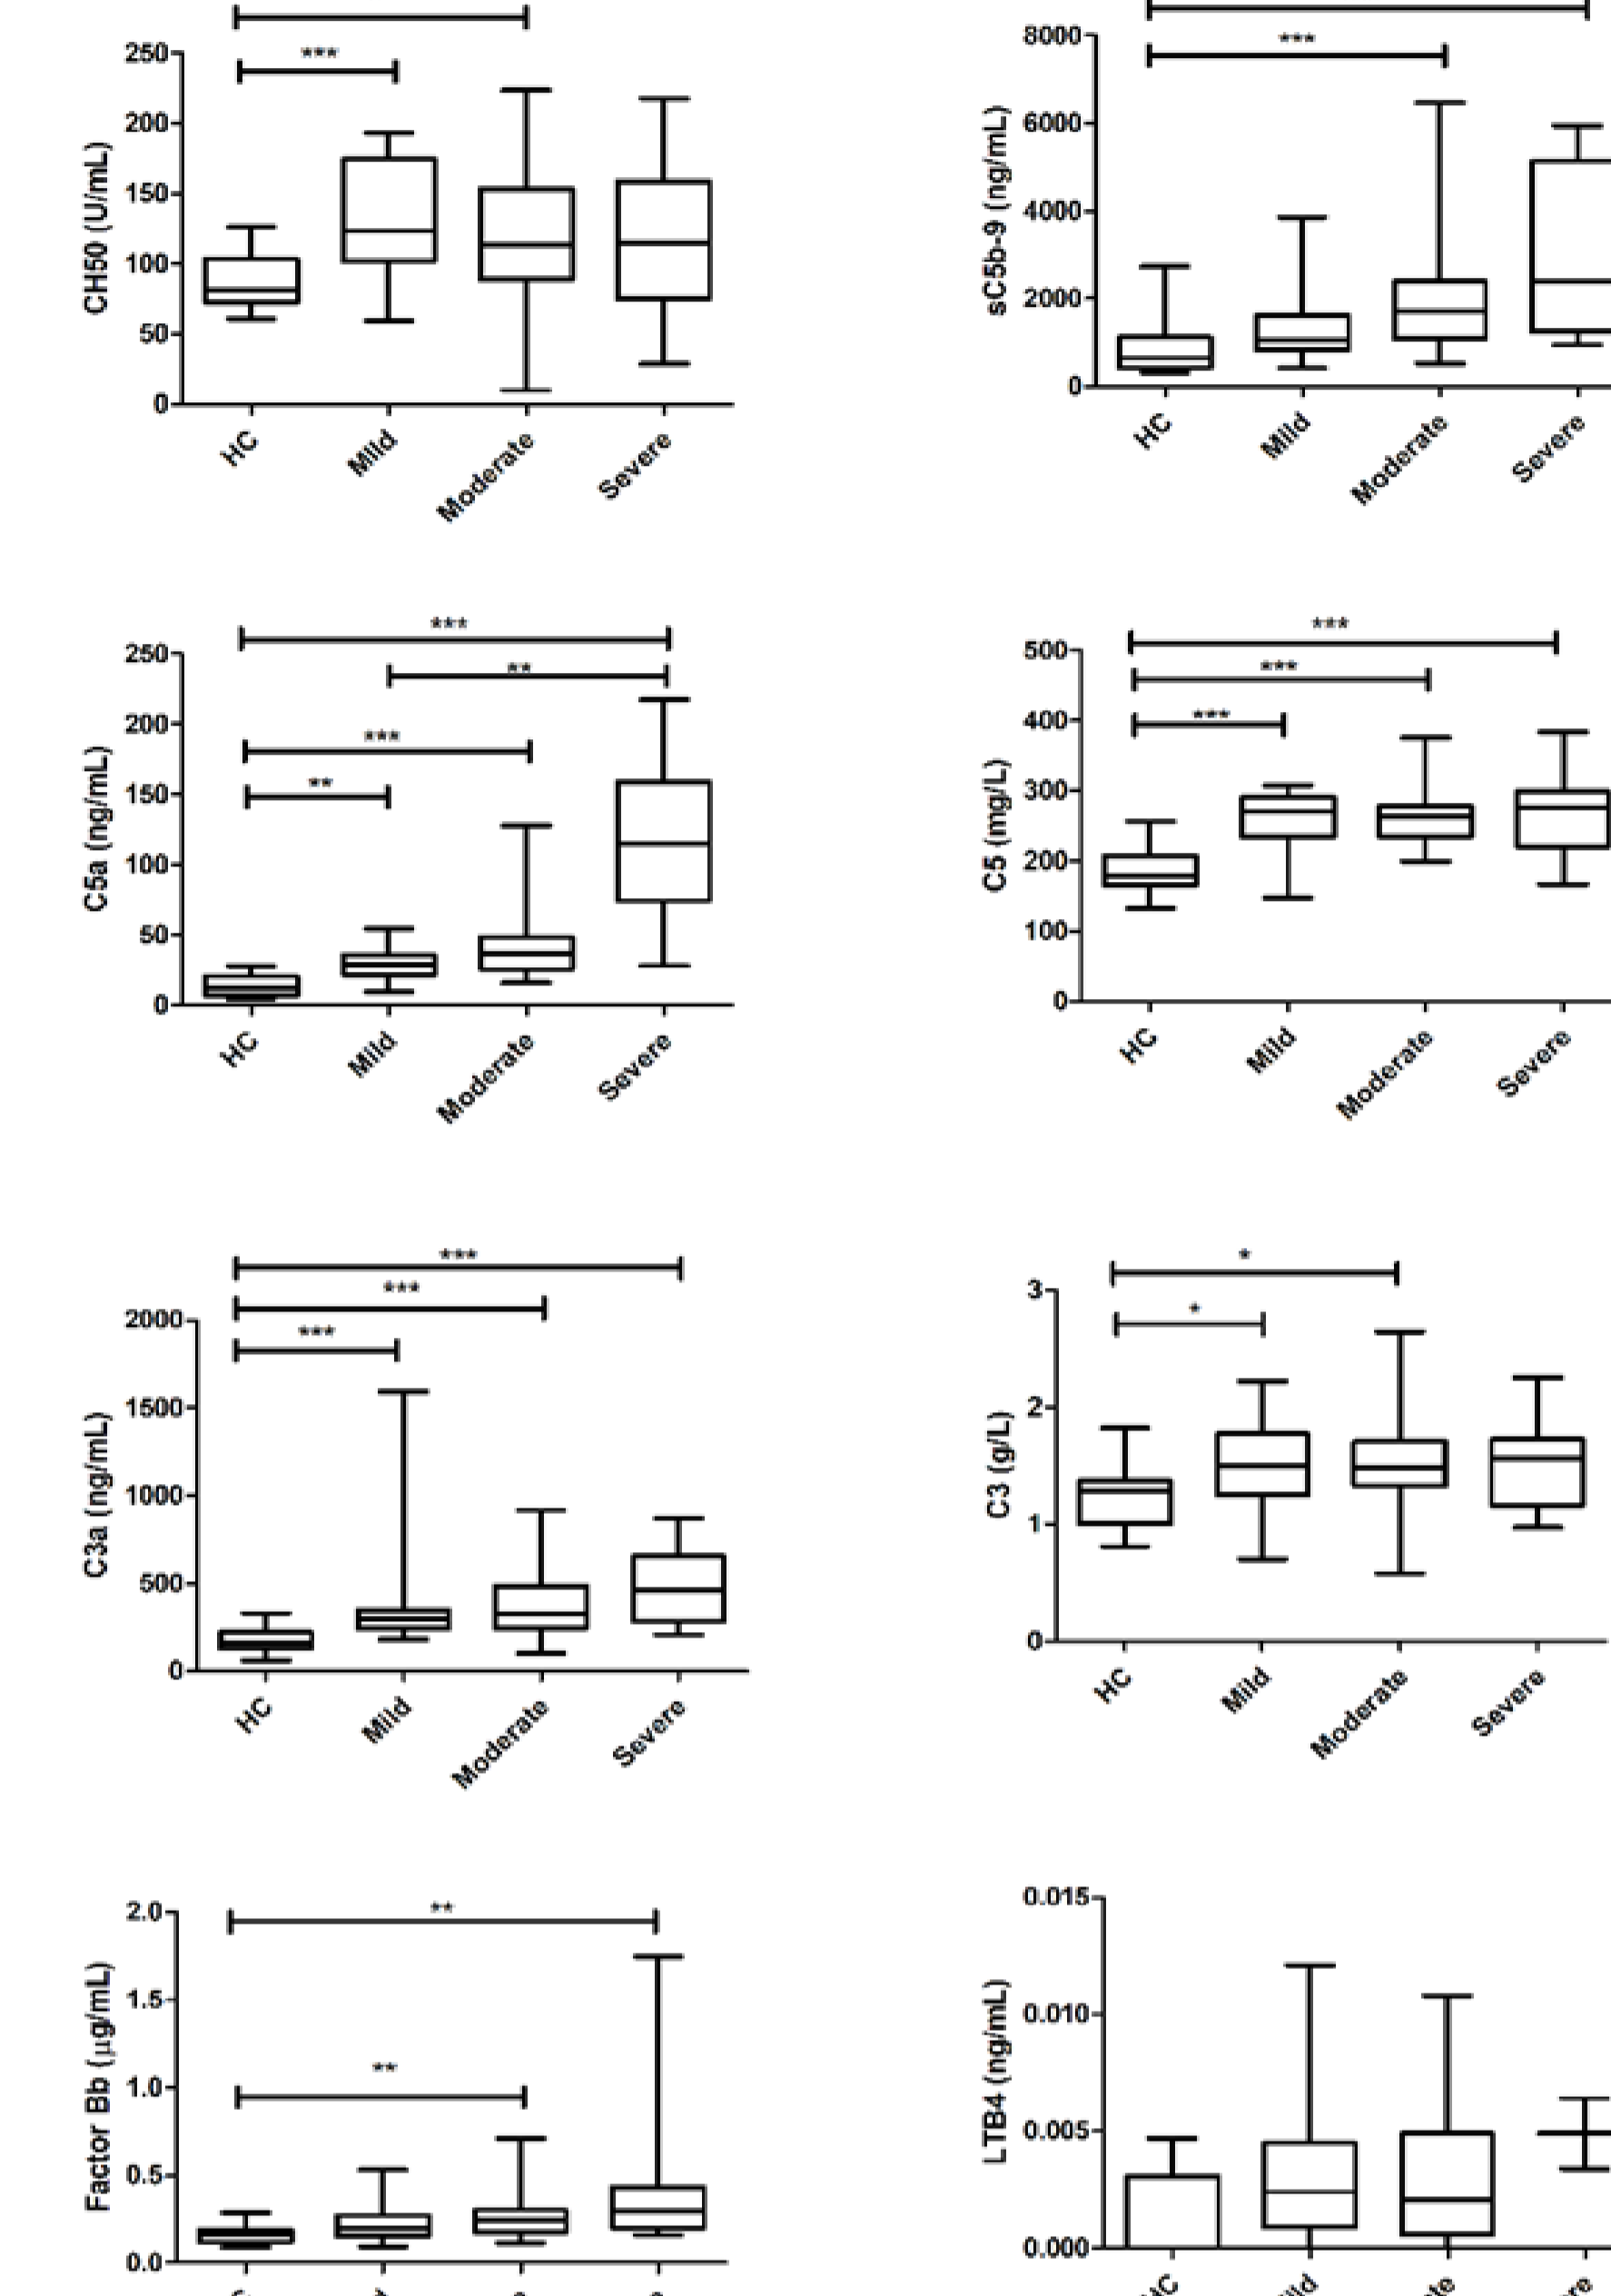 ***
250
200
150
100
50
0
CH50 (U/mL)
HC
Mild
Moderate
Severe
***
8000
6000
4000
2000
0
sC5b-9 (ng/mL)
HC
Mild
Moderate
Severe
***
**
***
**
250
200
150
100
50
0
C5a (ng/mL)
HC
Mild
Moderate
Severe
***
***
***
500
400
300
200
100
0
C5 (mg/L)
HC
Mild
Moderate
Severe
***
***
***
2000
1500
1000
500
0
C3a (ng/mL)
HC
Mild
Moderate
Severe
*
*
3
2
1
0
C3 (g/L)
HC
Mild
Moderate
Severe
**
**
2.0
1.5
1.0
0.5
0.0
Factor Bb (µg/mL)
0.015
0.010
0.005
0.000
LTB4 (ng/mL)